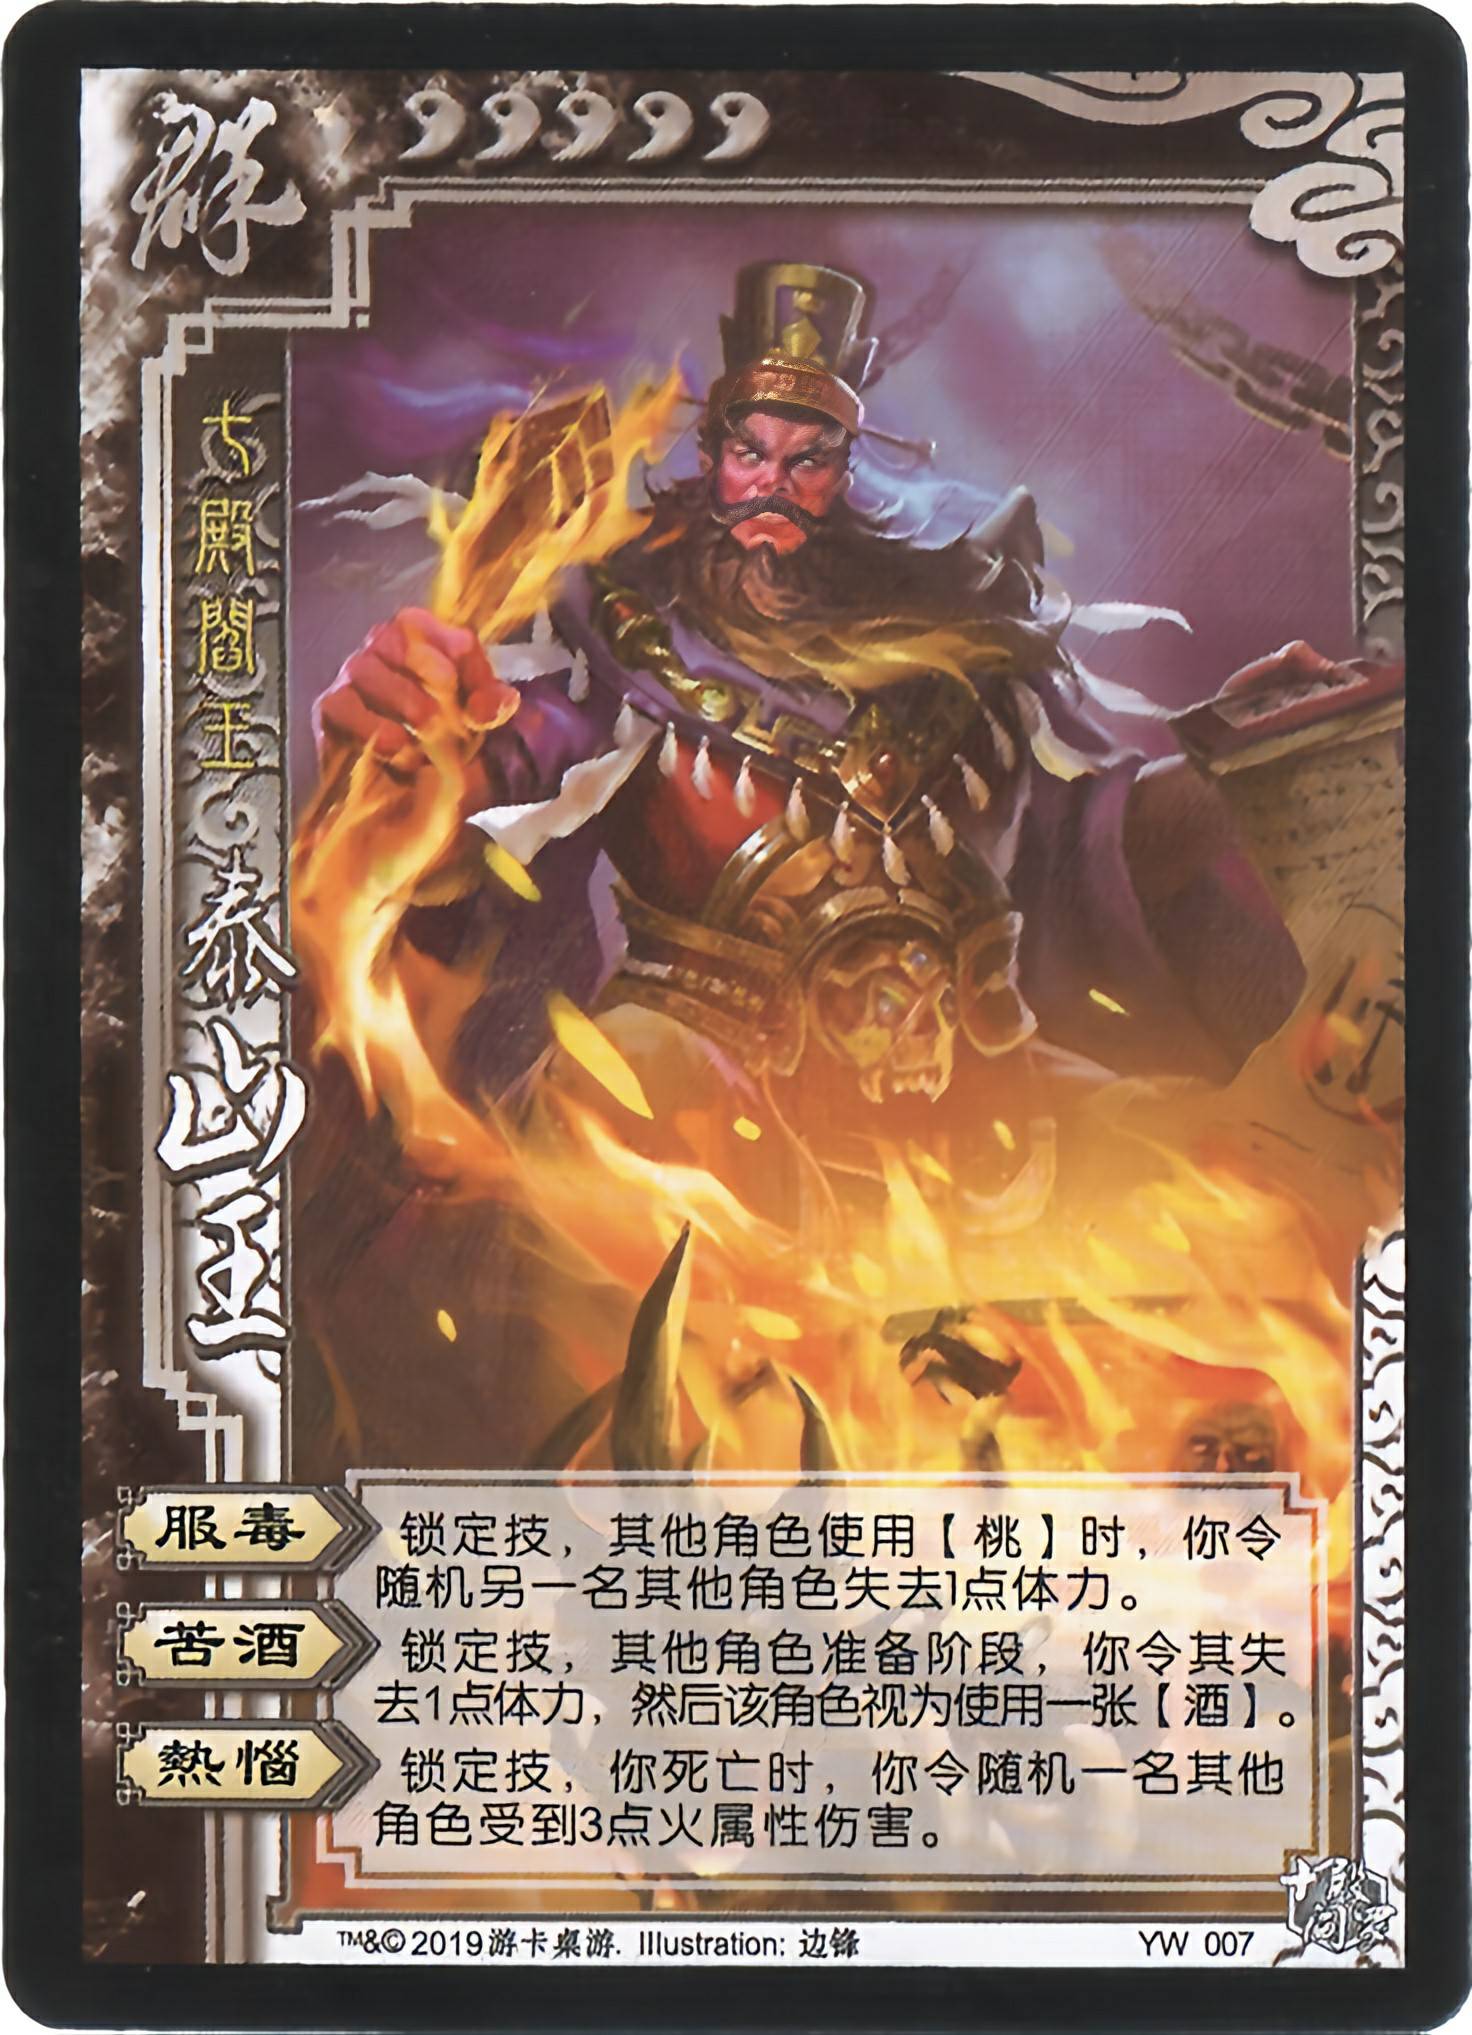 群
七殿閻王
泰山王
服毒
锁定技，其他角色使用【桃】时，你令
随机另一名其他角色失去1点体力。
苦酒
锁定技，其他角色准备阶段，你令其失
去1点体力，然后该角色视为使用一张【酒】。
熱惱
锁定技，你死亡时，你令随机一名其他
角色受到3点火属性伤害。
™&©2019游卡桌游. Illustration: 边锋
YW 007